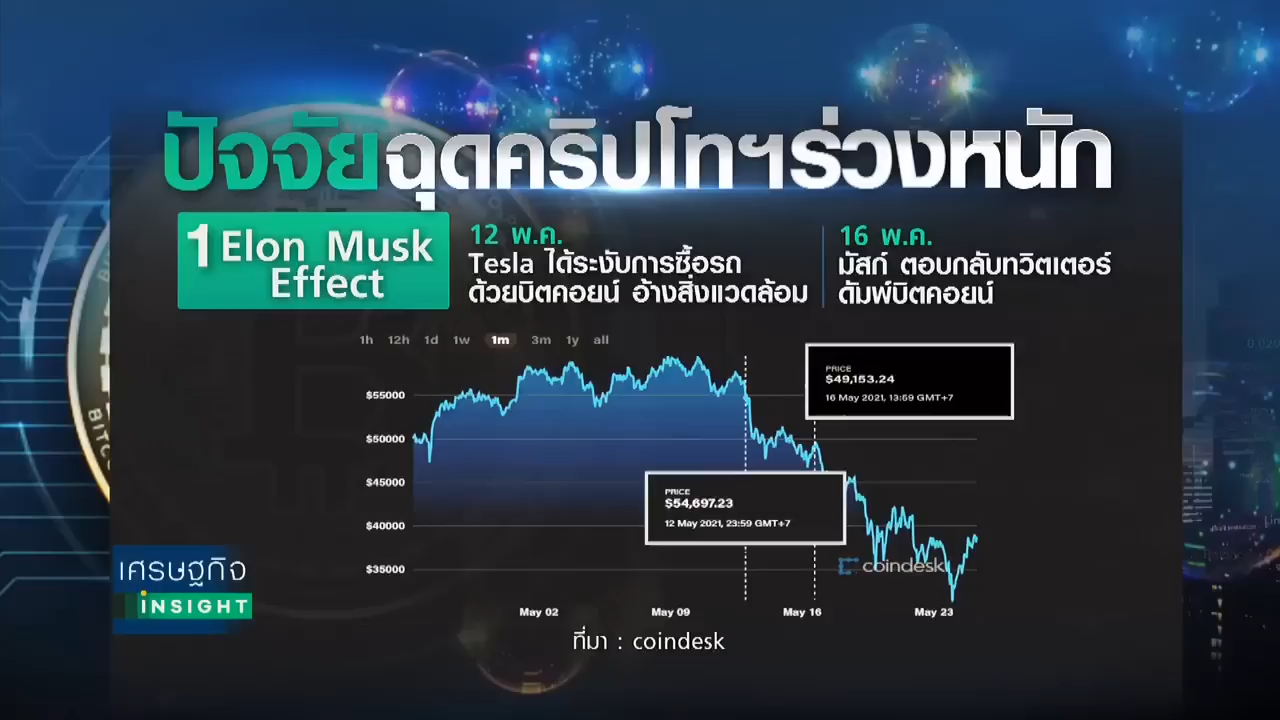 ปัจจัยฉุดคริปโทฯร่วงหนัก
1 Elon Musk
Effect
12 พ.ค.
Tesla ได้ระงับการซื้อรถ
ด้วยบิตคอยน์ อ้างสิ่งแวดล้อม
16 พ.ค.
มัสก์ ตอบกลับทวิตเตอร์
ดัมพ์บิตคอยน์
1h 12h 1d 1w 1m 3m 1y all
PRICE
$49,153.24
16 May 2021, 13:59 GMT+7
$55000
$50000
$45000
$40000
$35000
PRICE
$54,697.23
12 May 2021, 23:59 GMT+7
coindesk
May 02 May 09 May 16 May 23
ที่มา : coindesk
เศรษฐกิจ
INSIGHT